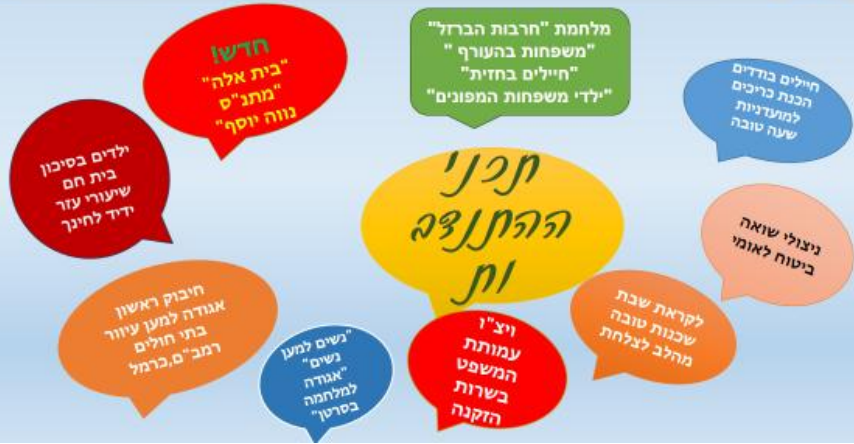 מלחמת "חרבות הברזל"
"משפחות בהעורף "
"חיילים בחזית"
"ילדי משפחות המפונים"
חיילים בודדים
הכנת כריכים
למועדניות
שעה טובה
חדש!
"בית אלה"
"מתנ"ס
נווה יוסף"
ילדים בסיכון
בית חם
שיעורי עזר
ידיד לחינך
תרני
ההתנדב
ות
ניצולי שואה
ביטוח לאומי
לקראת שבת
שכנות טובה
מהלב לצלחת
ויצ"ו
עמותת
המשפט
בשרות
הזקנה
"נשים למען
נשים"
"אגודה
למלחמה
בסרטן"
חיבוק ראשון
אגודה למען עיוור
בתי חולים
רמב"ם,כרמל